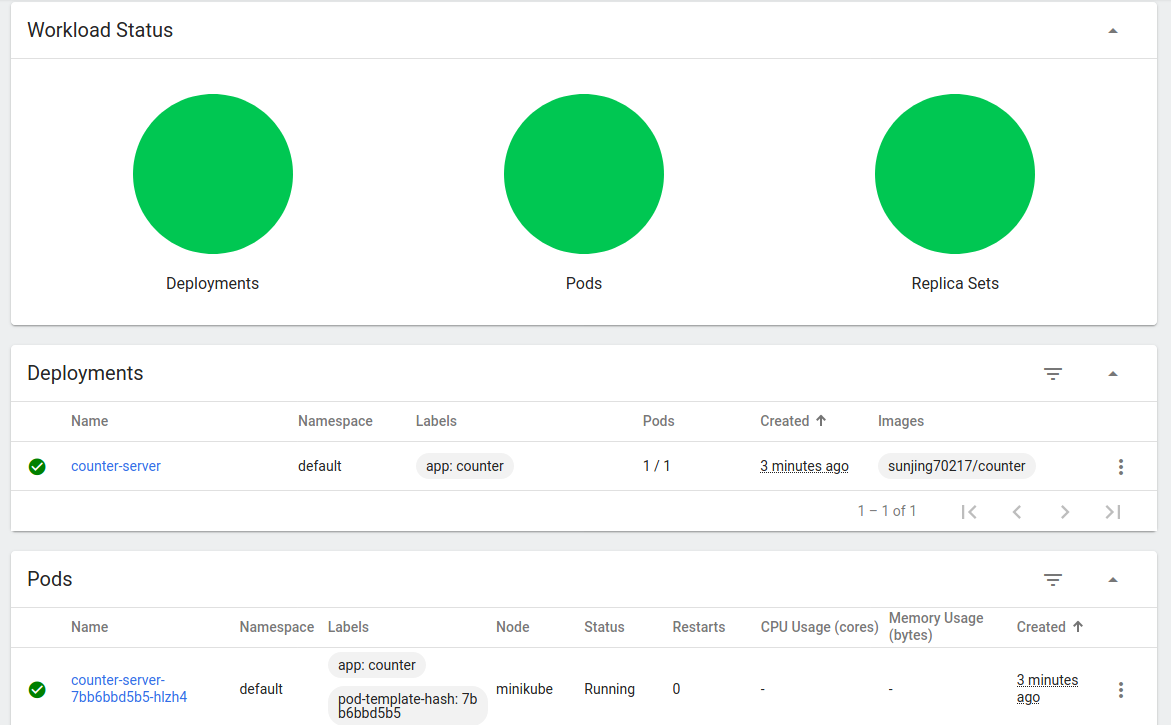 Workload Status
Deployments
Pods
Replica Sets
Deployments
Name Namespace Labels Pods Created Images
counter-server default app: counter 1 / 1 3 minutes ago sunjing70217/counter
1 – 1 of 1
Pods
Name Namespace Labels Node Status Restarts CPU Usage (cores) Memory Usage (bytes) Created
counter-server-
7bb6bbd5b5-hlzh4
default
app: counter
pod-template-hash: 7b
b6bbd5b5
minikube
Running
0
-
-
3 minutes
ago